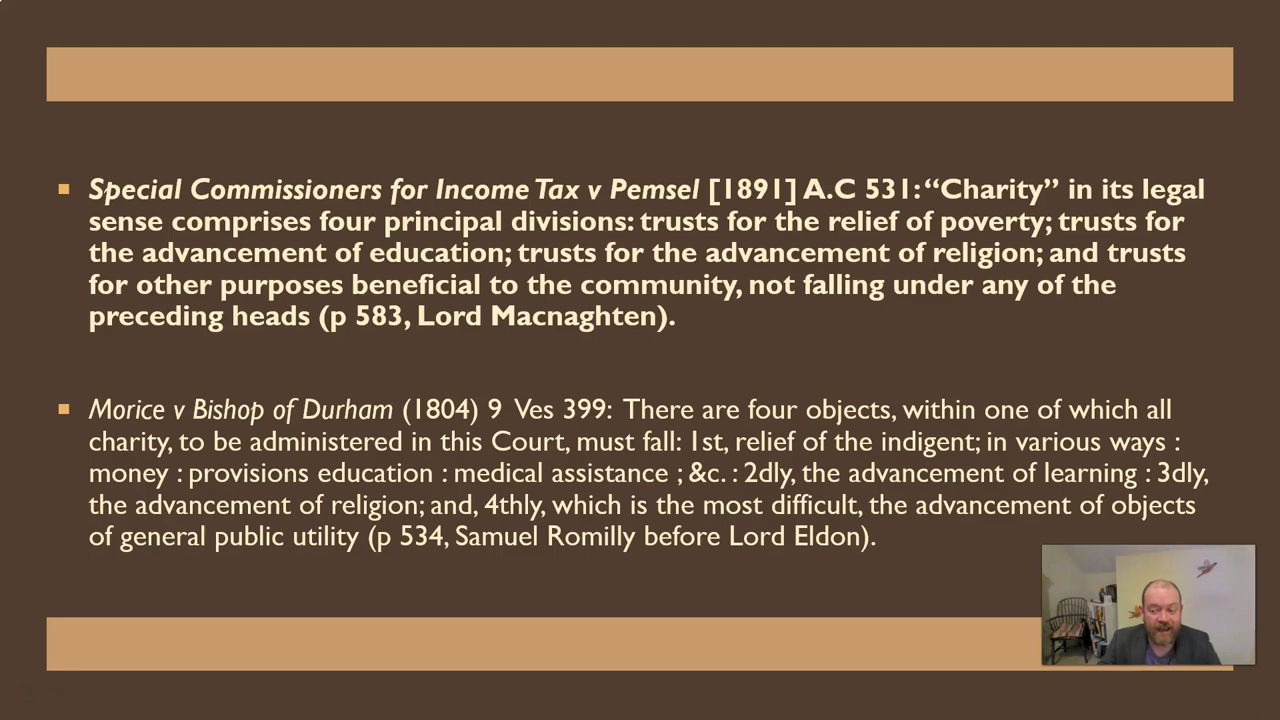 Special Commissioners for Income Tax v Pemsel [1891] A.C 531: “Charity” in its legal
sense comprises four principal divisions: trusts for the relief of poverty; trusts for
the advancement of education; trusts for the advancement of religion; and trusts
for other purposes beneficial to the community, not falling under any of the
preceding heads (p 583, Lord Macnaghten).
Morice v Bishop of Durham (1804) 9 Ves 399: There are four objects, within one of which all
charity, to be administered in this Court, must fall: 1st, relief of the indigent; in various ways :
money : provisions education : medical assistance ; &c. : 2dly, the advancement of learning : 3dly,
the advancement of religion; and, 4thly, which is the most difficult, the advancement of objects
of general public utility (p 534, Samuel Romilly before Lord Eldon).